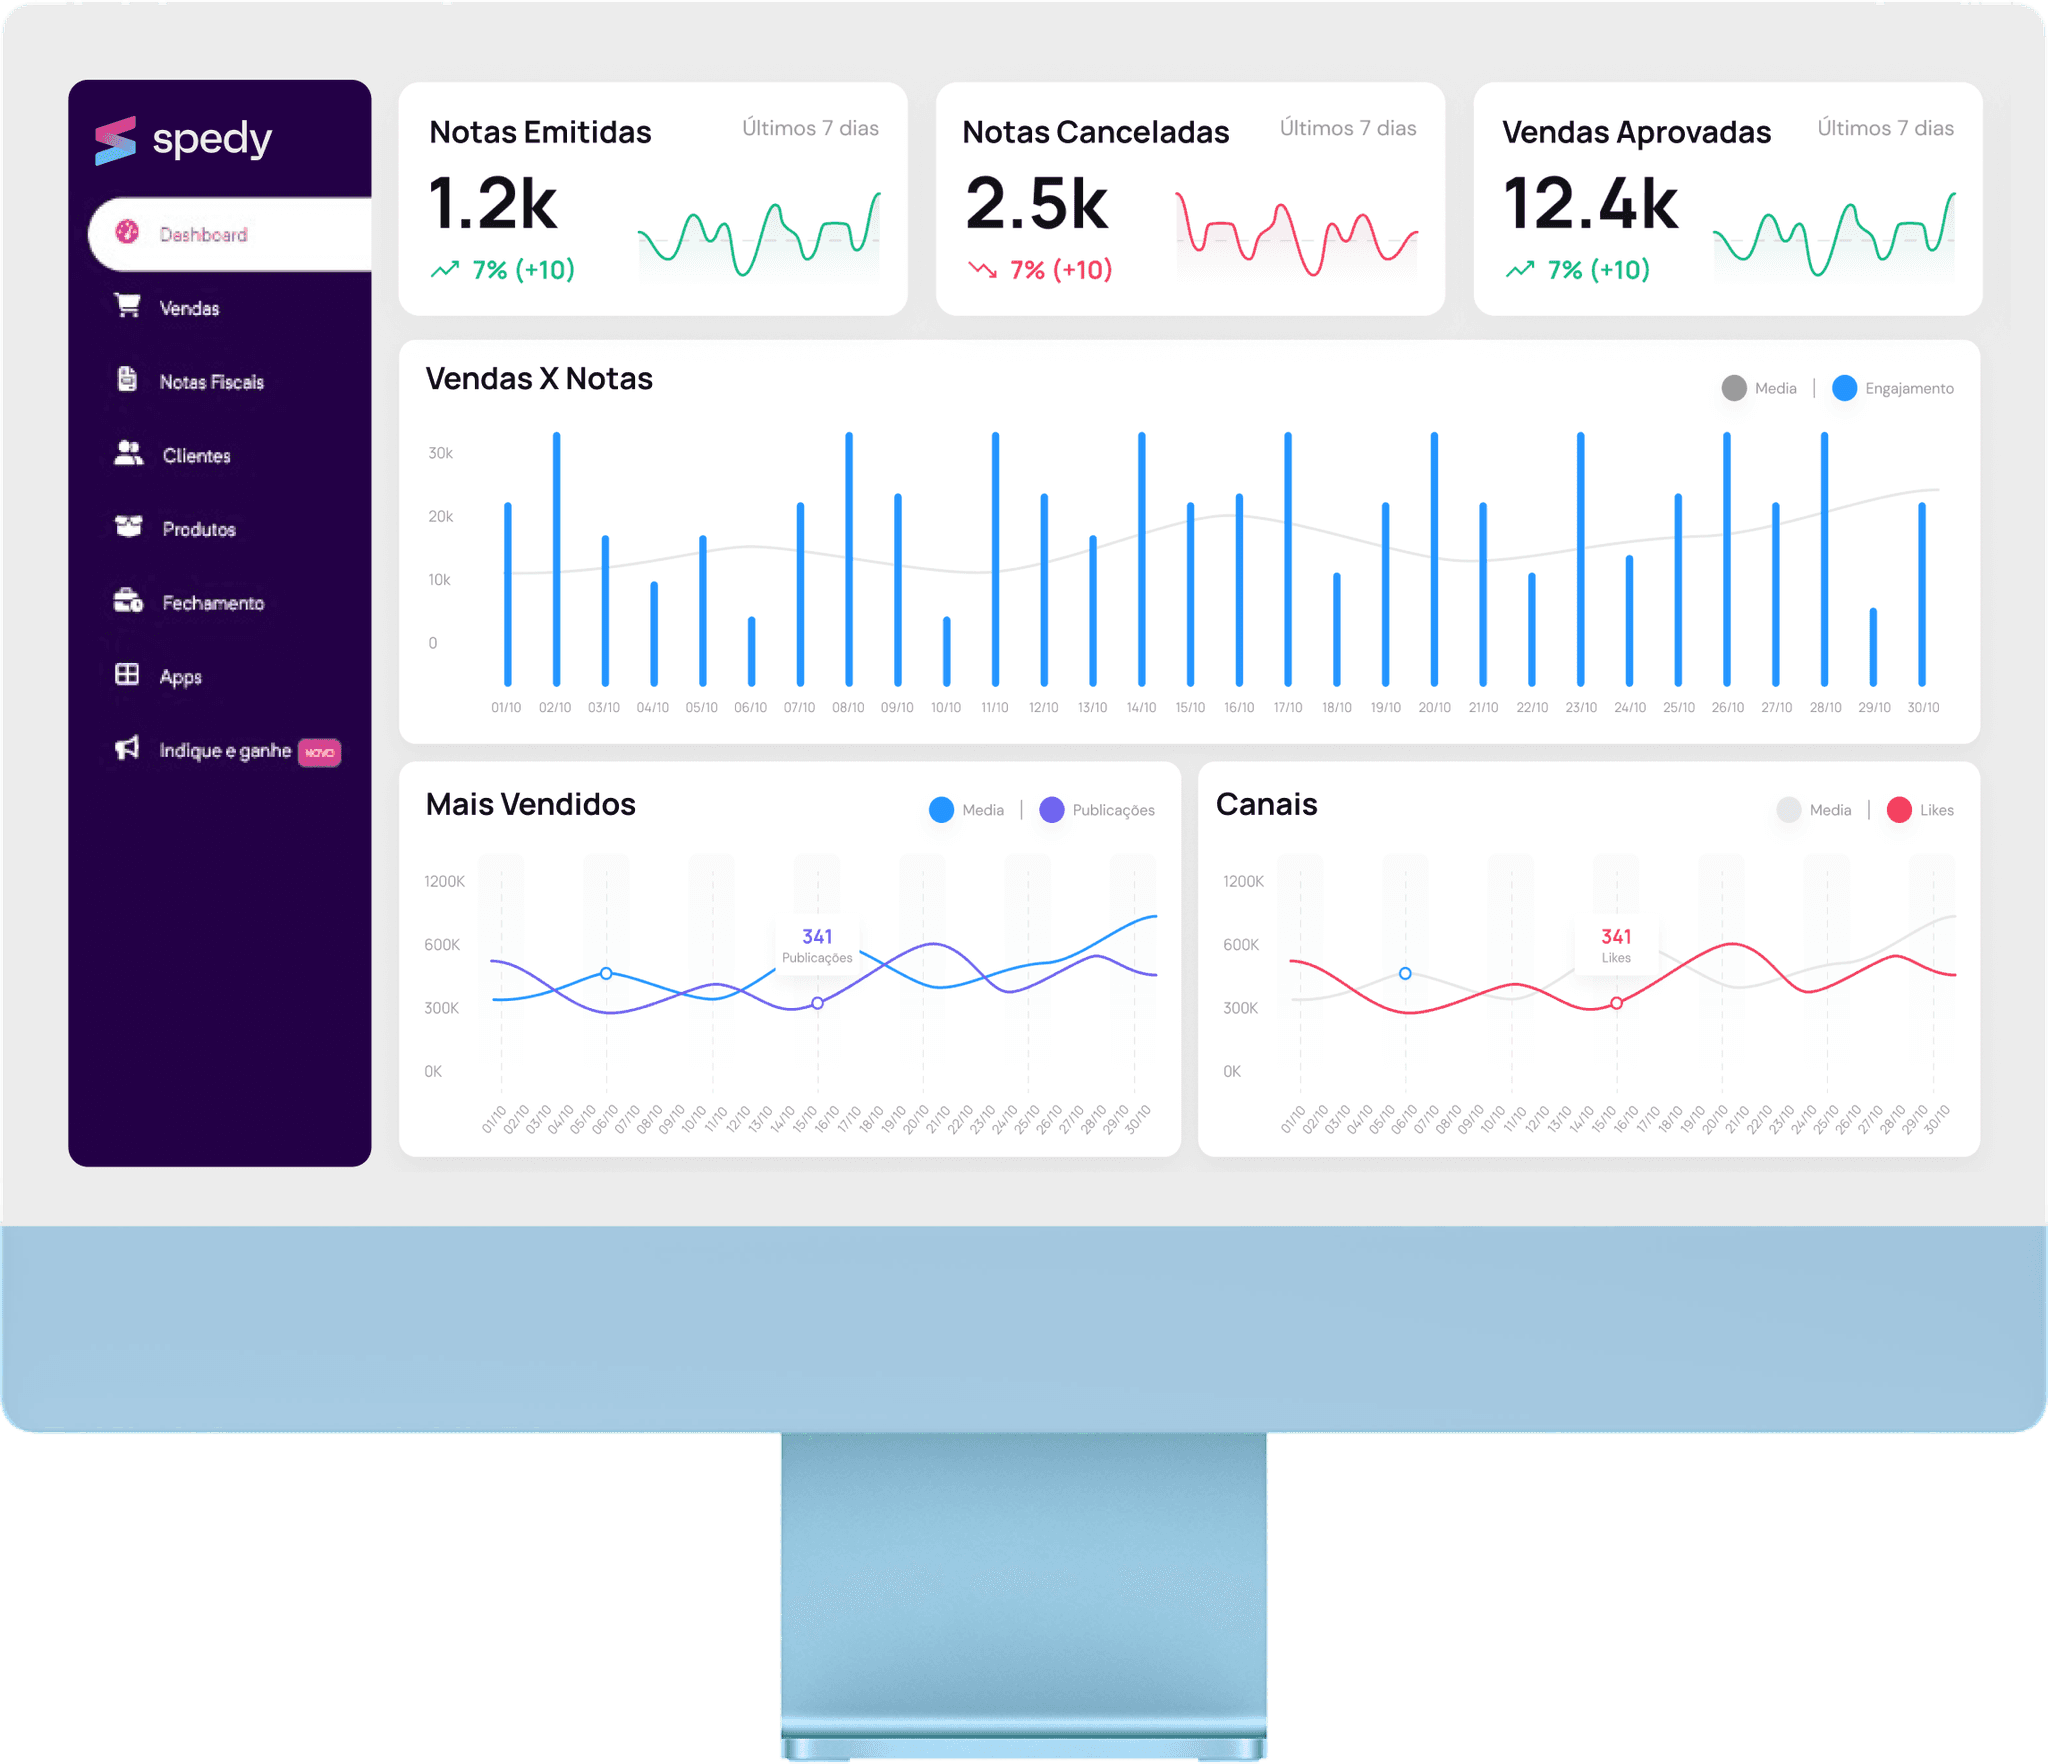 spedy
Dashboard
Vendas
Notas Fiscais
Clientes
Produtos
Fechamento
Apps
Indique e ganhe NOVO
Notas Emitidas Últimos 7 dias
1.2k
7% (+10)
Notas Canceladas Últimos 7 dias
2.5k
7% (+10)
Vendas Aprovadas Últimos 7 dias
12.4k
7% (+10)
Vendas X Notas
Media | Engajamento
30k
20k
10k
0
01/10 02/10 03/10 04/10 05/10 06/10 07/10 08/10 09/10 10/10 11/10 12/10 13/10 14/10 15/10 16/10 17/10 18/10 19/10 20/10 21/10 22/10 23/10 24/10 25/10 26/10 27/10 28/10 29/10 30/10
Mais Vendidos
Media | Publicações
1200K
600K
300K
0K
341
Publicações
01/10 02/10 03/10 04/10 05/10 06/10 07/10 08/10 09/10 10/10 11/10 12/10 13/10 14/10 15/10 16/10 17/10 18/10 19/10 20/10 21/10 22/10 23/10 24/10 25/10 26/10 27/10 28/10 29/10 30/10
Canais
Media | Likes
1200K
600K
300K
0K
341
Likes
01/10 02/10 03/10 04/10 05/10 06/10 07/10 08/10 09/10 10/10 11/10 12/10 13/10 14/10 15/10 16/10 17/10 18/10 19/10 20/10 21/10 22/10 23/10 24/10 25/10 26/10 27/10 28/10 29/10 30/10